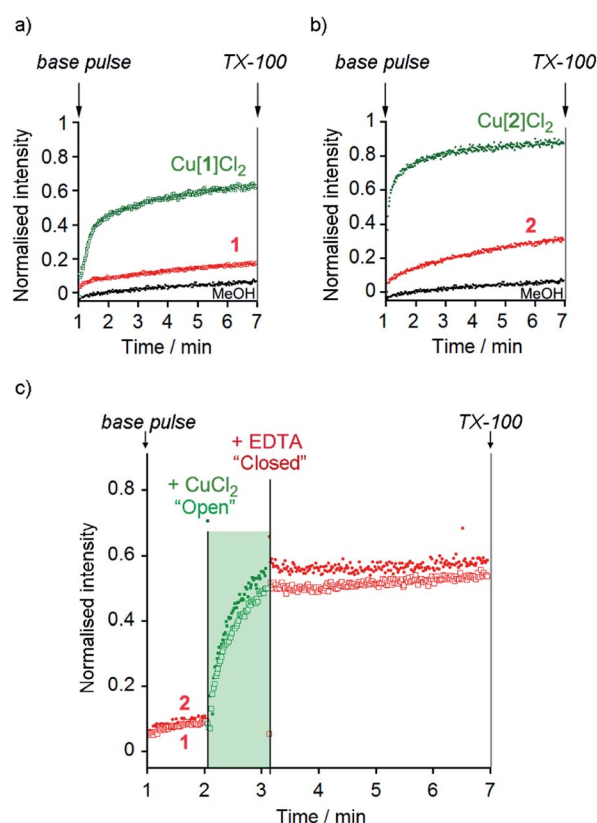 a)
base pulse
TX-100
Normalised intensity
1
0.8
0.6
0.4
0.2
0
Cu[1]Cl₂
1
MeOH
1 2 3 4 5 6 7
Time / min
b)
base pulse
TX-100
Normalised intensity
1
0.8
0.6
0.4
0.2
0
Cu[2]Cl₂
2
MeOH
1 2 3 4 5 6 7
Time / min
c)
base pulse
TX-100
+ EDTA
"Closed"
+ CuCl₂
"Open"
Normalised intensity
0.8
0.6
0.4
0.2
0
2
1
1 2 3 4 5 6 7
Time / min